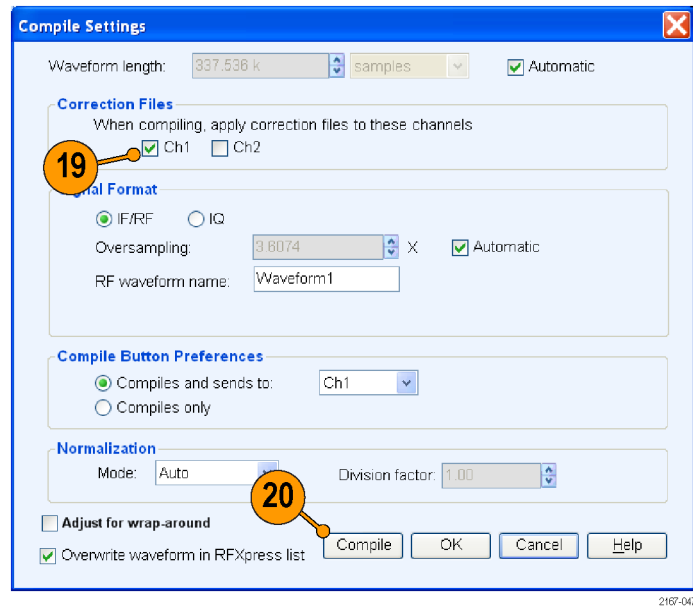 Compile Settings
Waveform length: 337.536 k samples Automatic
Correction Files
When compiling, apply correction files to these channels
19 Ch1 Ch2
nal Format
IF/RF IQ
Oversampling: 3.6074 X Automatic
RF waveform name: Waveform1
Compile Button Preferences
Compiles and sends to: Ch1
Compiles only
Normalization
Mode: Auto Division factor: 1.00
20
Adjust for wrap-around
Overwrite waveform in RFXpress list Compile OK Cancel Help